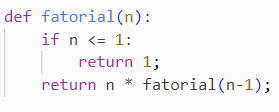 def fatorial(n):
    if n <= 1:
        return 1;
    return n * fatorial(n-1);